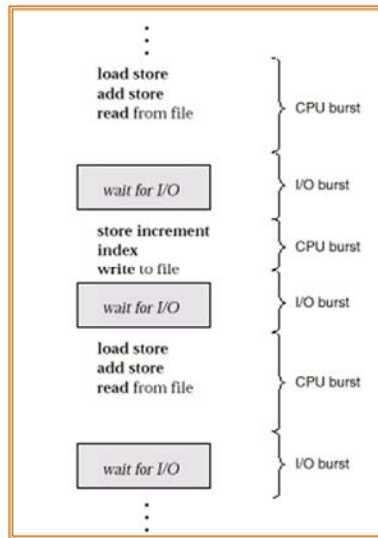 load store
add store
read from file
CPU burst
wait for I/O
I/O burst
store increment
index
write to file
CPU burst
wait for I/O
I/O burst
load store
add store
read from file
CPU burst
wait for I/O
I/O burst